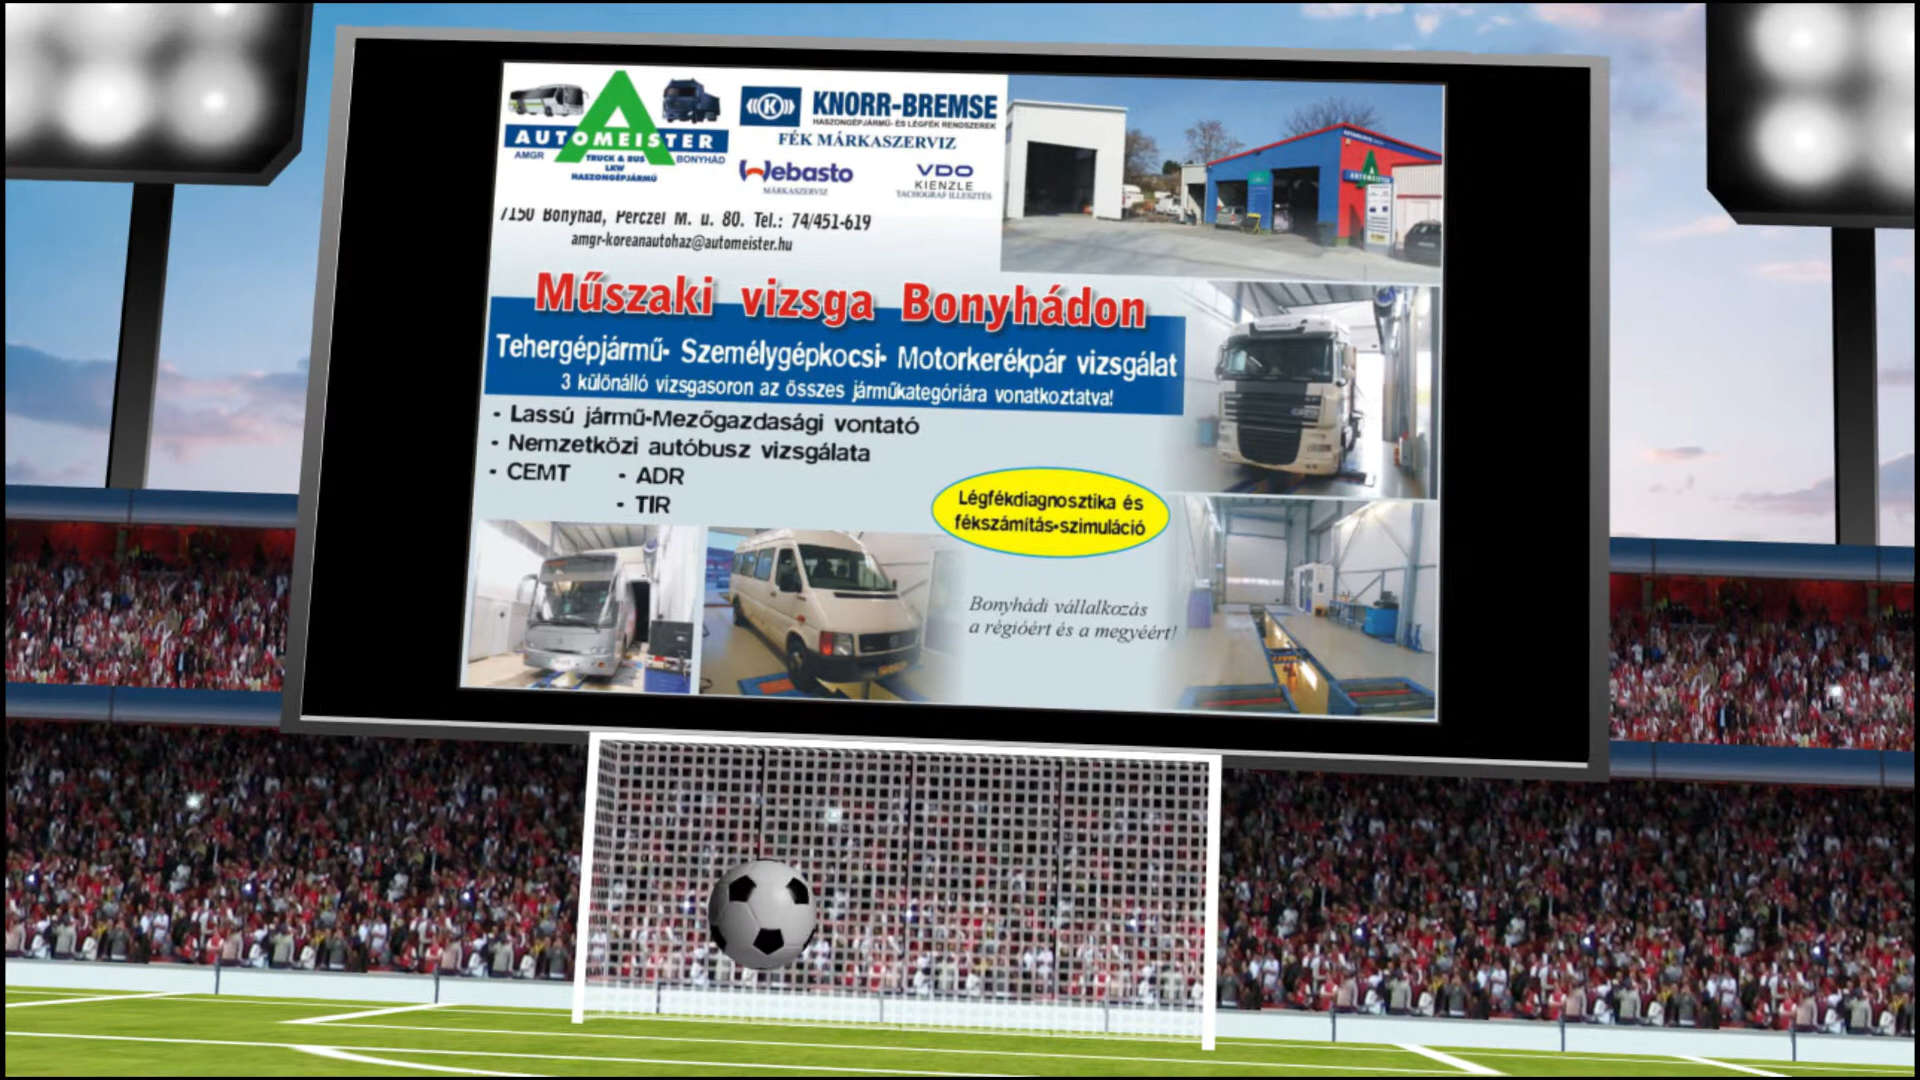 AUTOMEISTER
AMGR
BONYHÁD
TRUCK & BUS
LKW
HASZONGÉPJÁRMŰ
KNORR-BREMSE
HASZONGÉPJÁRMŰ- ÉS LÉGFÉK RENDSZEREK
FÉK MÁRKASZERVIZ
Webasto
MÁRKASZERVIZ
VDO
KIENZLE
TACHOGRAF ILLESZTÉS
7150 Bonyhád, Perczel M. u. 80. Tel.: 74/451-619
amgr-koreanautohaz@automeister.hu
Műszaki vizsga Bonyhádon
Tehergépjármű- Személygépkocsi- Motorkerékpár vizsgálat
3 különálló vizsgasoron az összes járműkategóriára vonatkoztatva!
- Lassú jármű-Mezőgazdasági vontató
- Nemzetközi autóbusz vizsgálata
- CEMT - ADR
- TIR
Légfékdiagnosztika és
fékszámítás-szimuláció
Bonyhádi vállalkozás
a régióért és a megyéért!